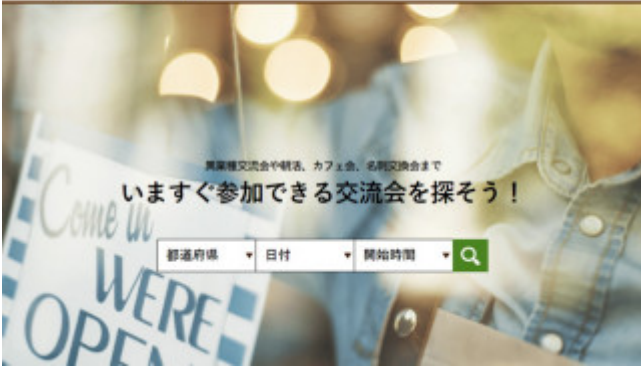 異業種交流会や朝活、カフェ会、名刺交換会まで
いますぐ参加できる交流会を探そう！
都道府県 日付 開始時間
Come in
WE'RE
OPEN